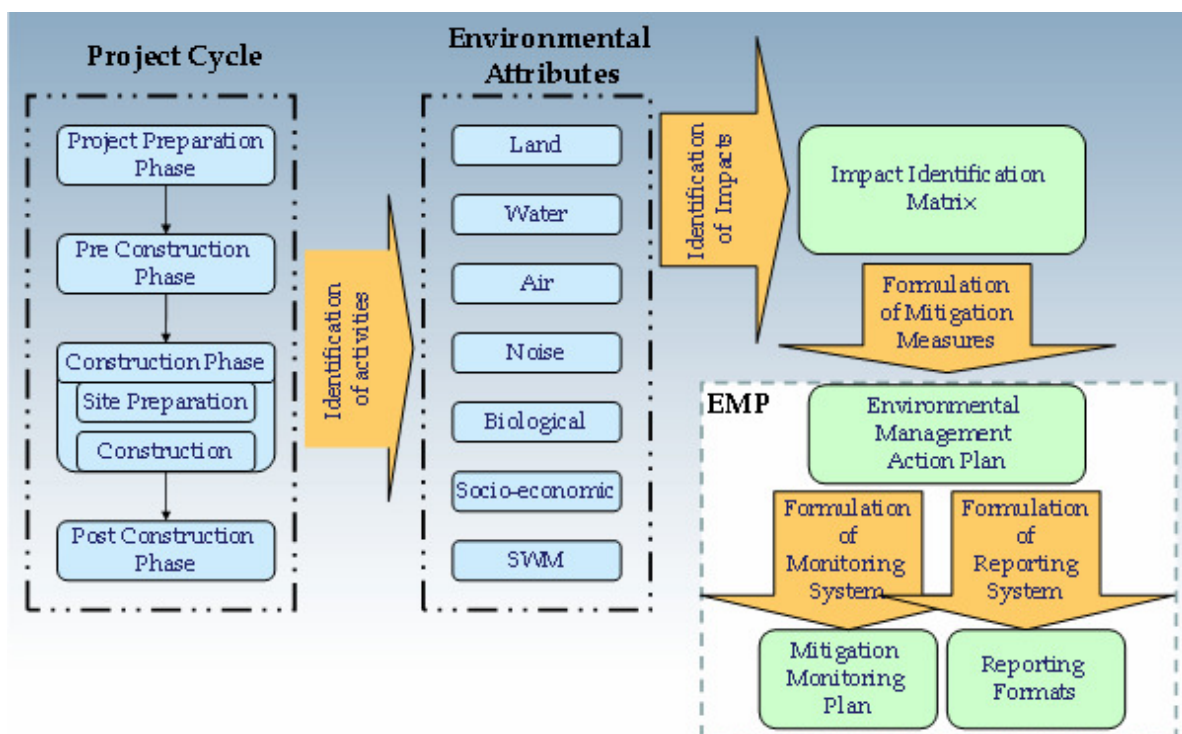 Project Cycle
Project Preparation
Phase
Pre Construction
Phase
Construction Phase
Site Preparation
Construction
Post Construction
Phase
Identification
of activities
Environmental
Attributes
Land
Water
Air
Noise
Biological
Socio-economic
SWM
Identification
of Impacts
Impact Identification
Matrix
Formulation
of Mitigation
Measures
EMP
Environmental
Management
Action Plan
Formulation
of
Monitoring
System
Formulation
of
Reporting
System
Mitigation
Monitoring
Plan
Reporting
Formats